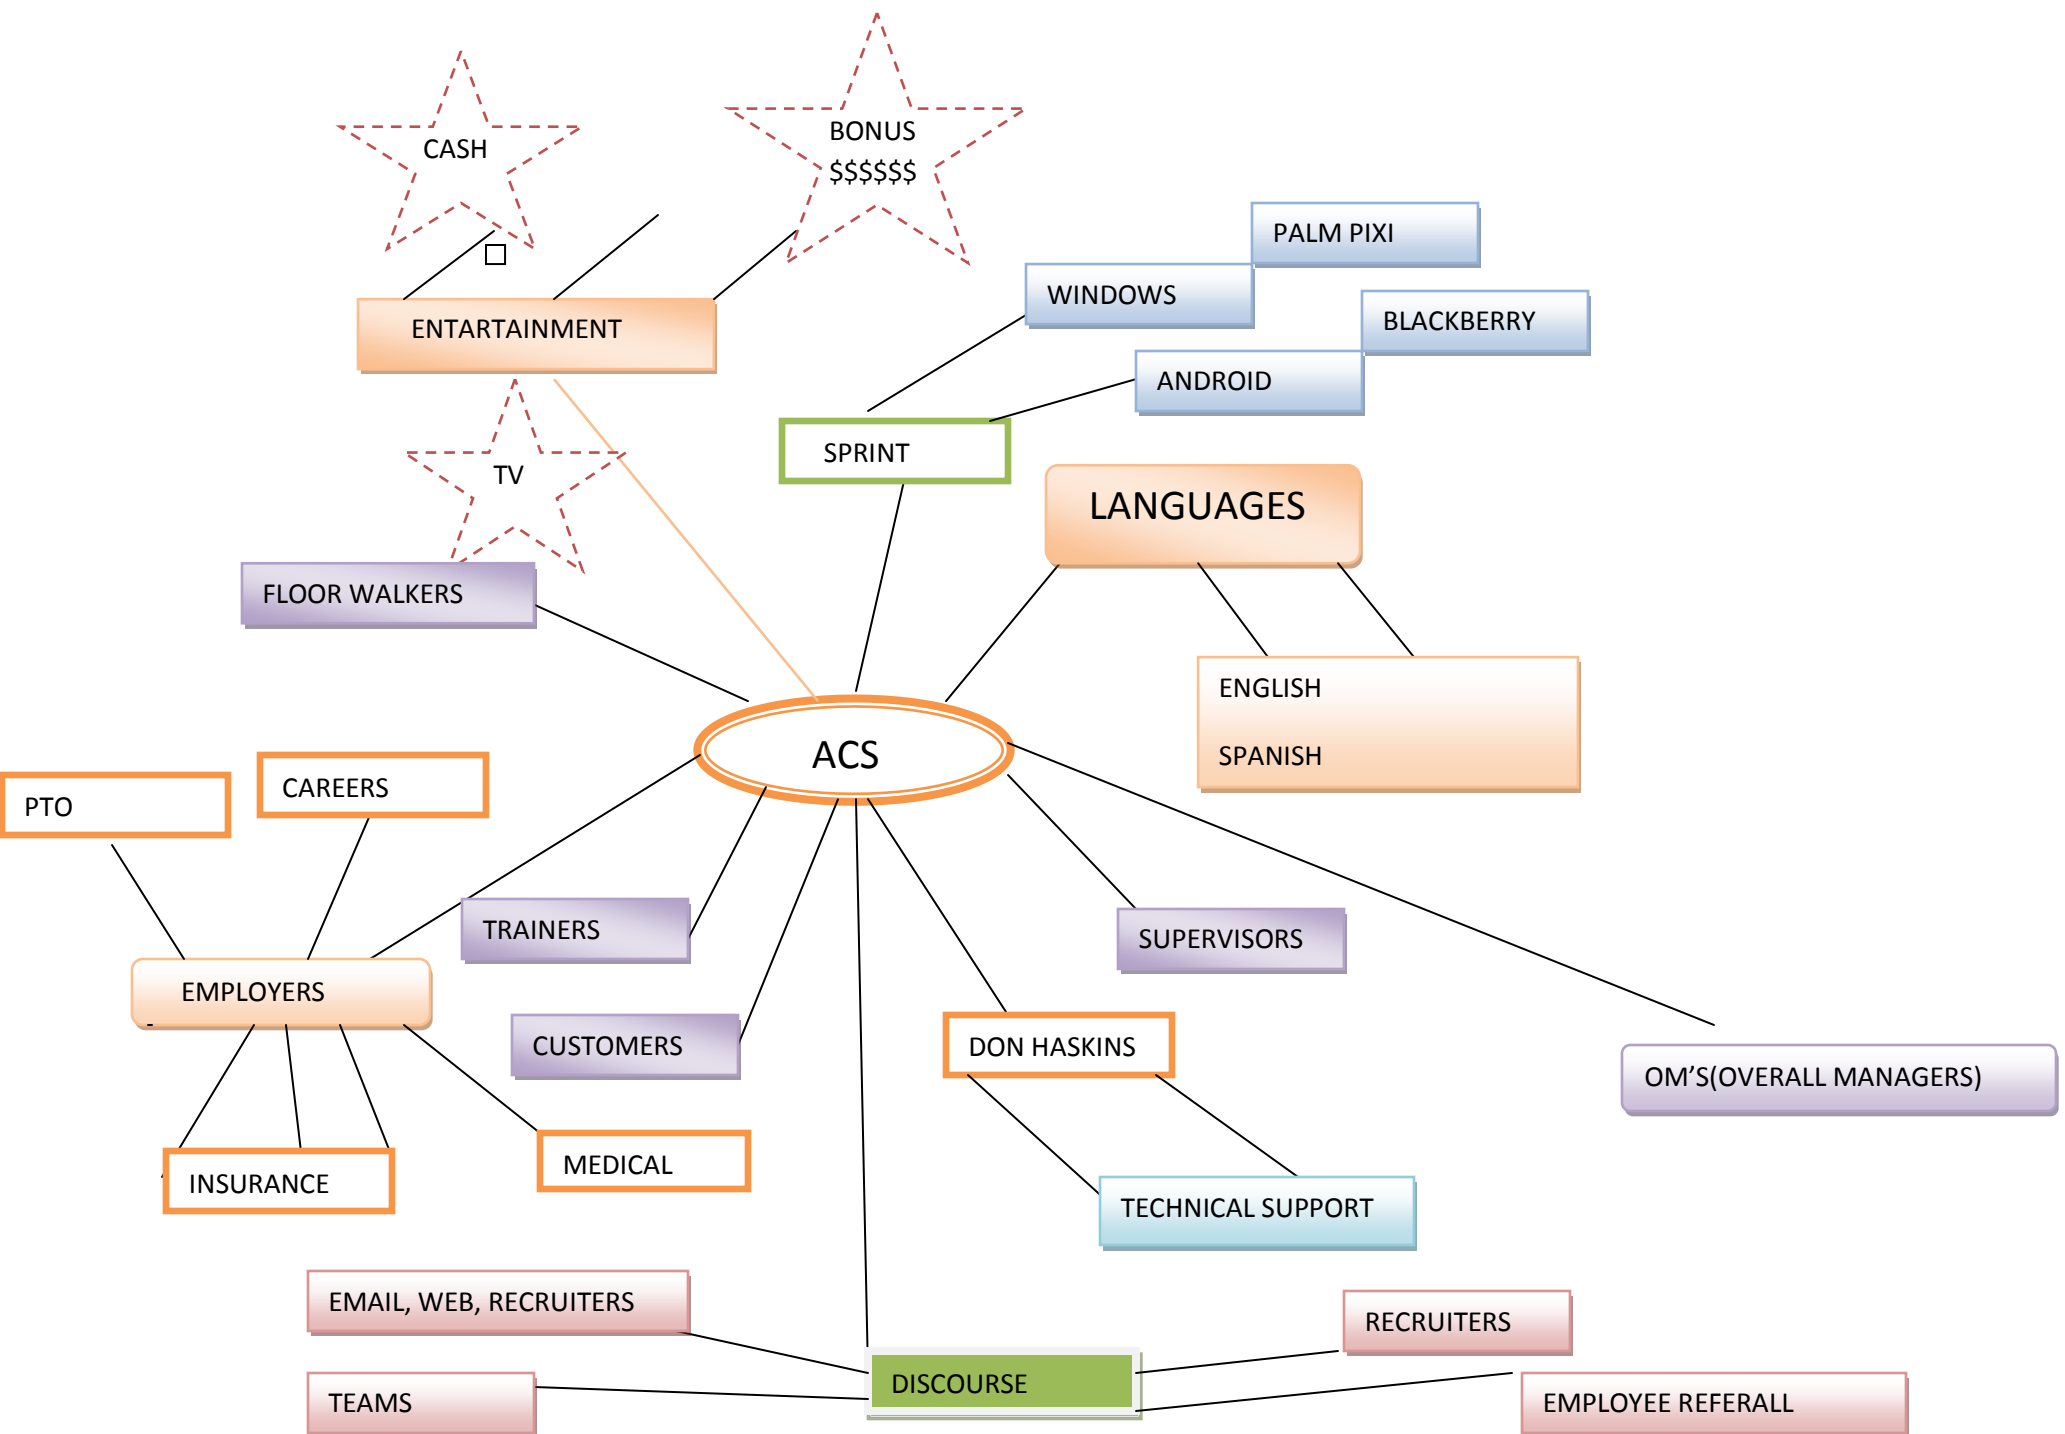 BONUS
$$$$$$
CASH
PALM PIXI
WINDOWS
BLACKBERRY
ENTARTAINMENT
ANDROID
SPRINT
TV
LANGUAGES
FLOOR WALKERS
ENGLISH
SPANISH
ACS
CAREERS
PTO
TRAINERS
SUPERVISORS
EMPLOYERS
CUSTOMERS
DON HASKINS
OM'S(OVERALL MANAGERS)
MEDICAL
INSURANCE
TECHNICAL SUPPORT
EMAIL, WEB, RECRUITERS
RECRUITERS
DISCOURSE
TEAMS
EMPLOYEE REFERALL